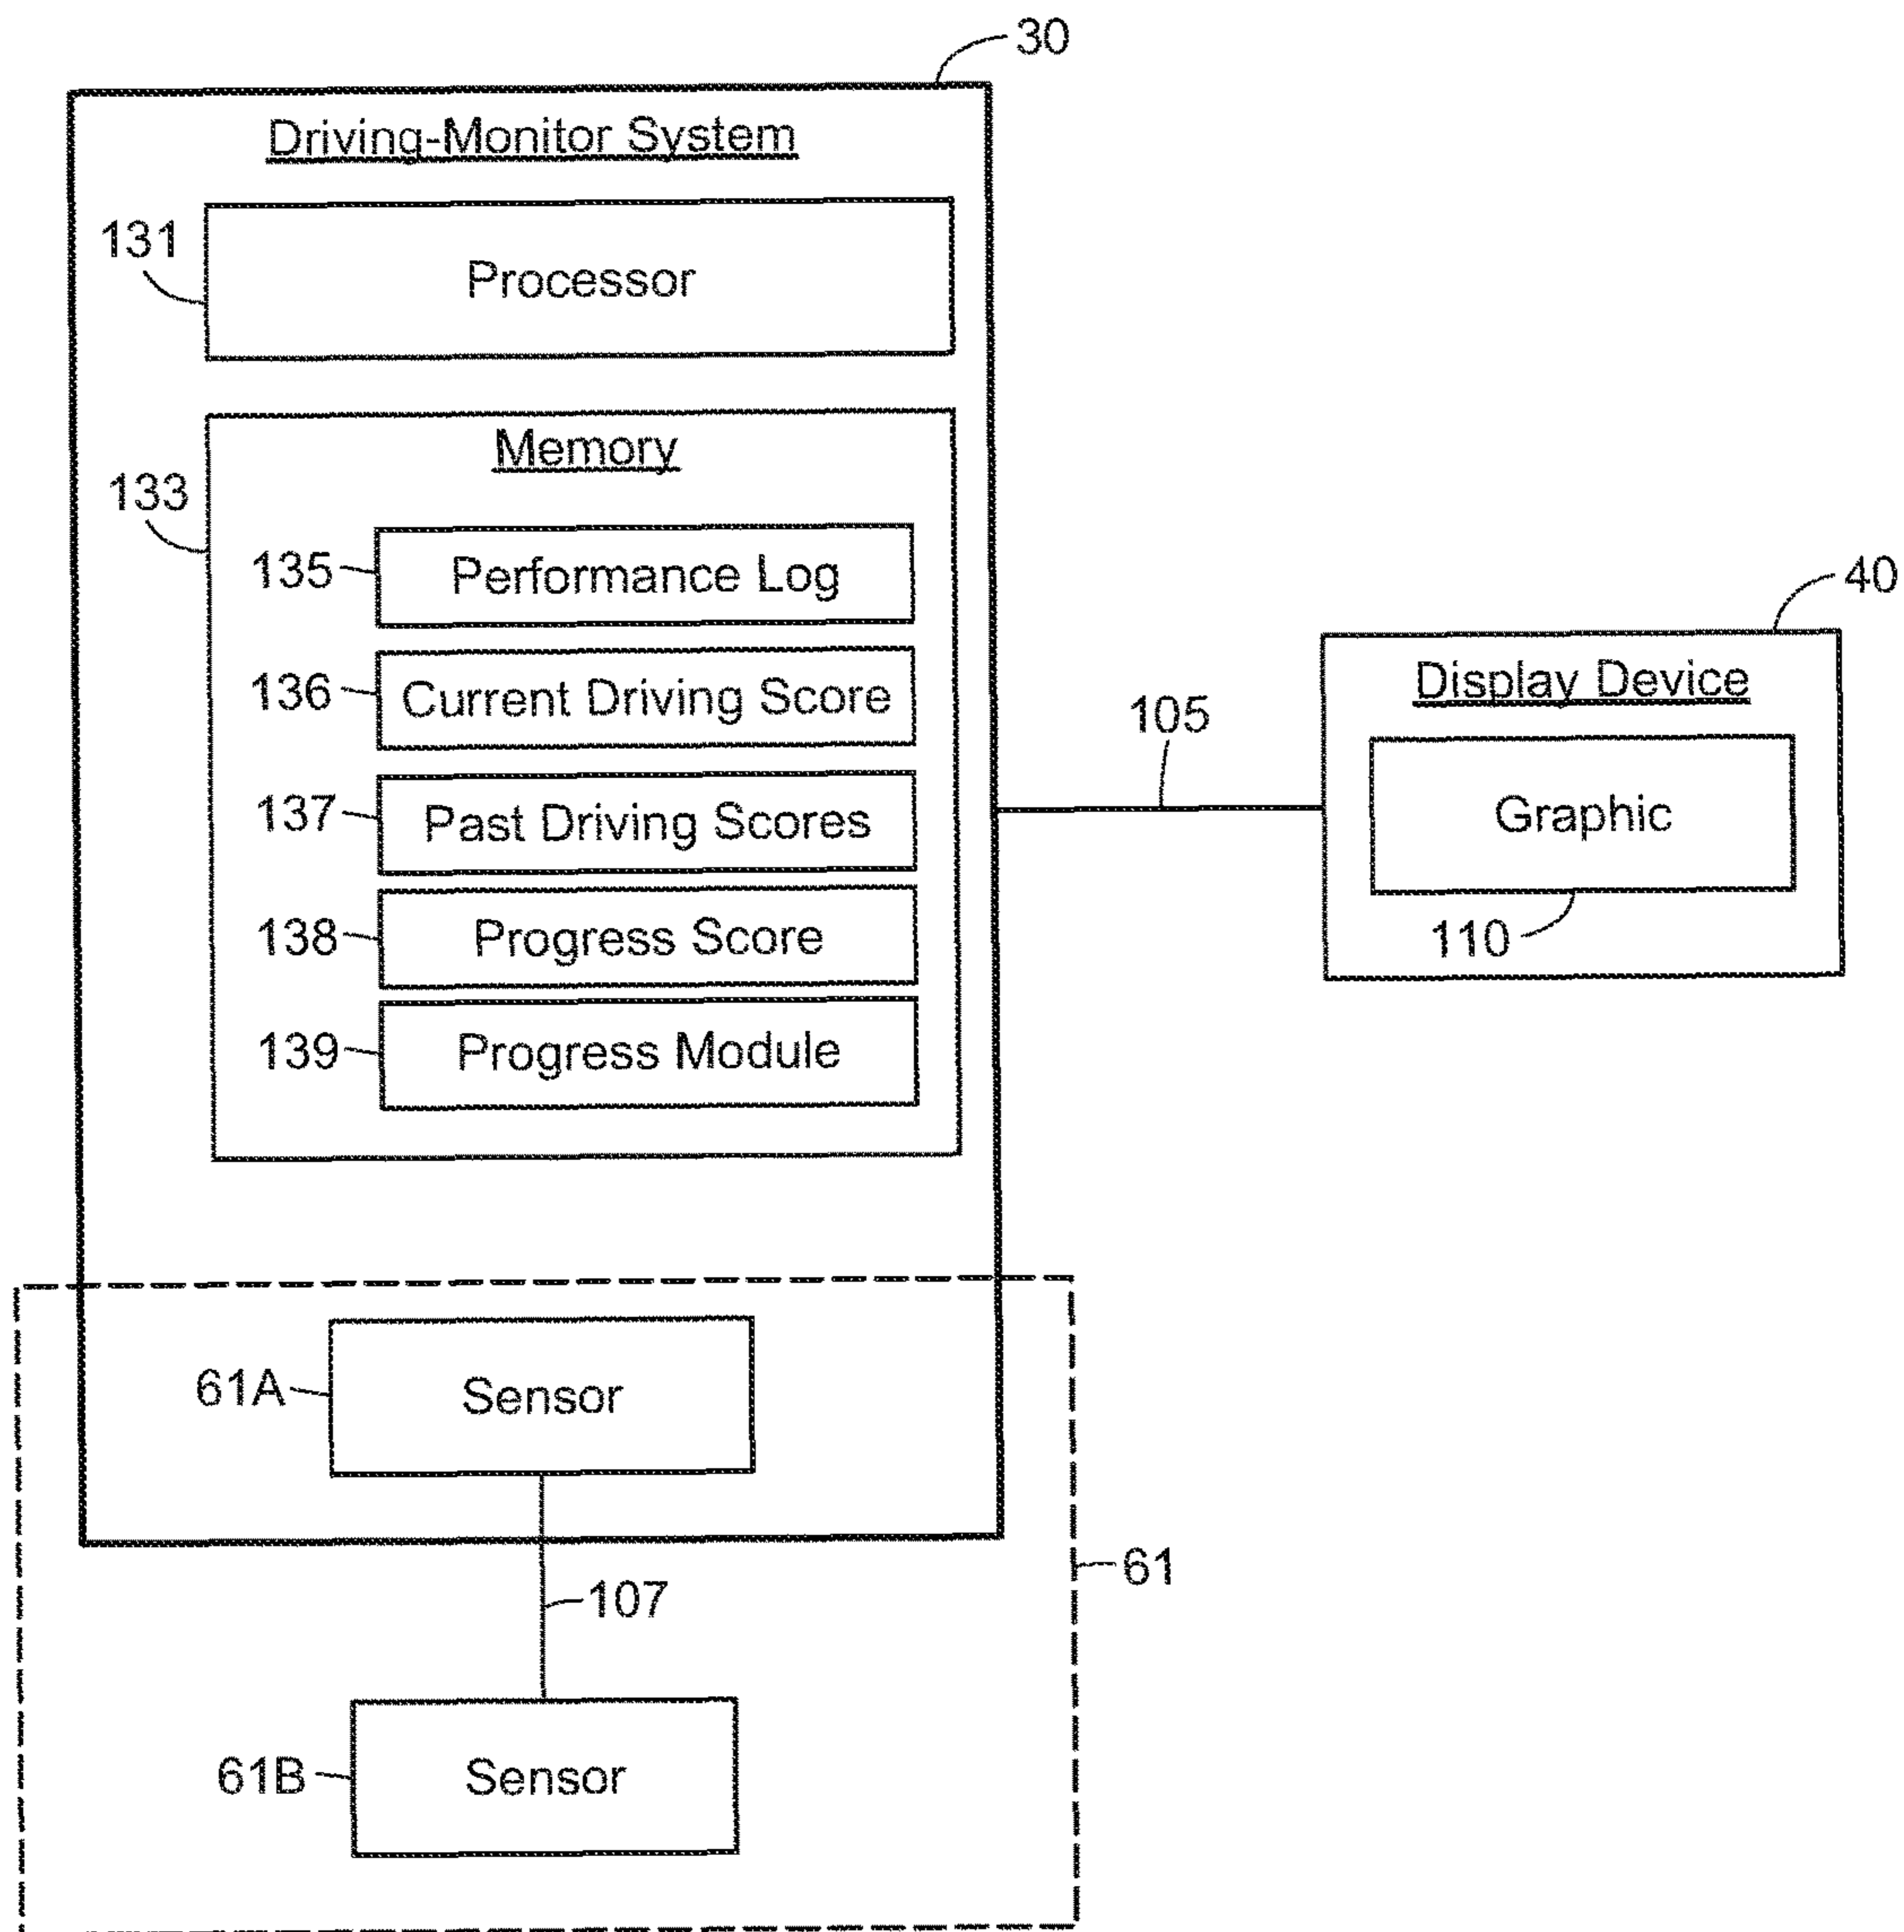 30
Driving-Monitor System
131
Processor
133
Memory
135
Performance Log
136
Current Driving Score
137
Past Driving Scores
138
Progress Score
139
Progress Module
105
40
Display Device
Graphic
110
61A
Sensor
61
107
61B
Sensor